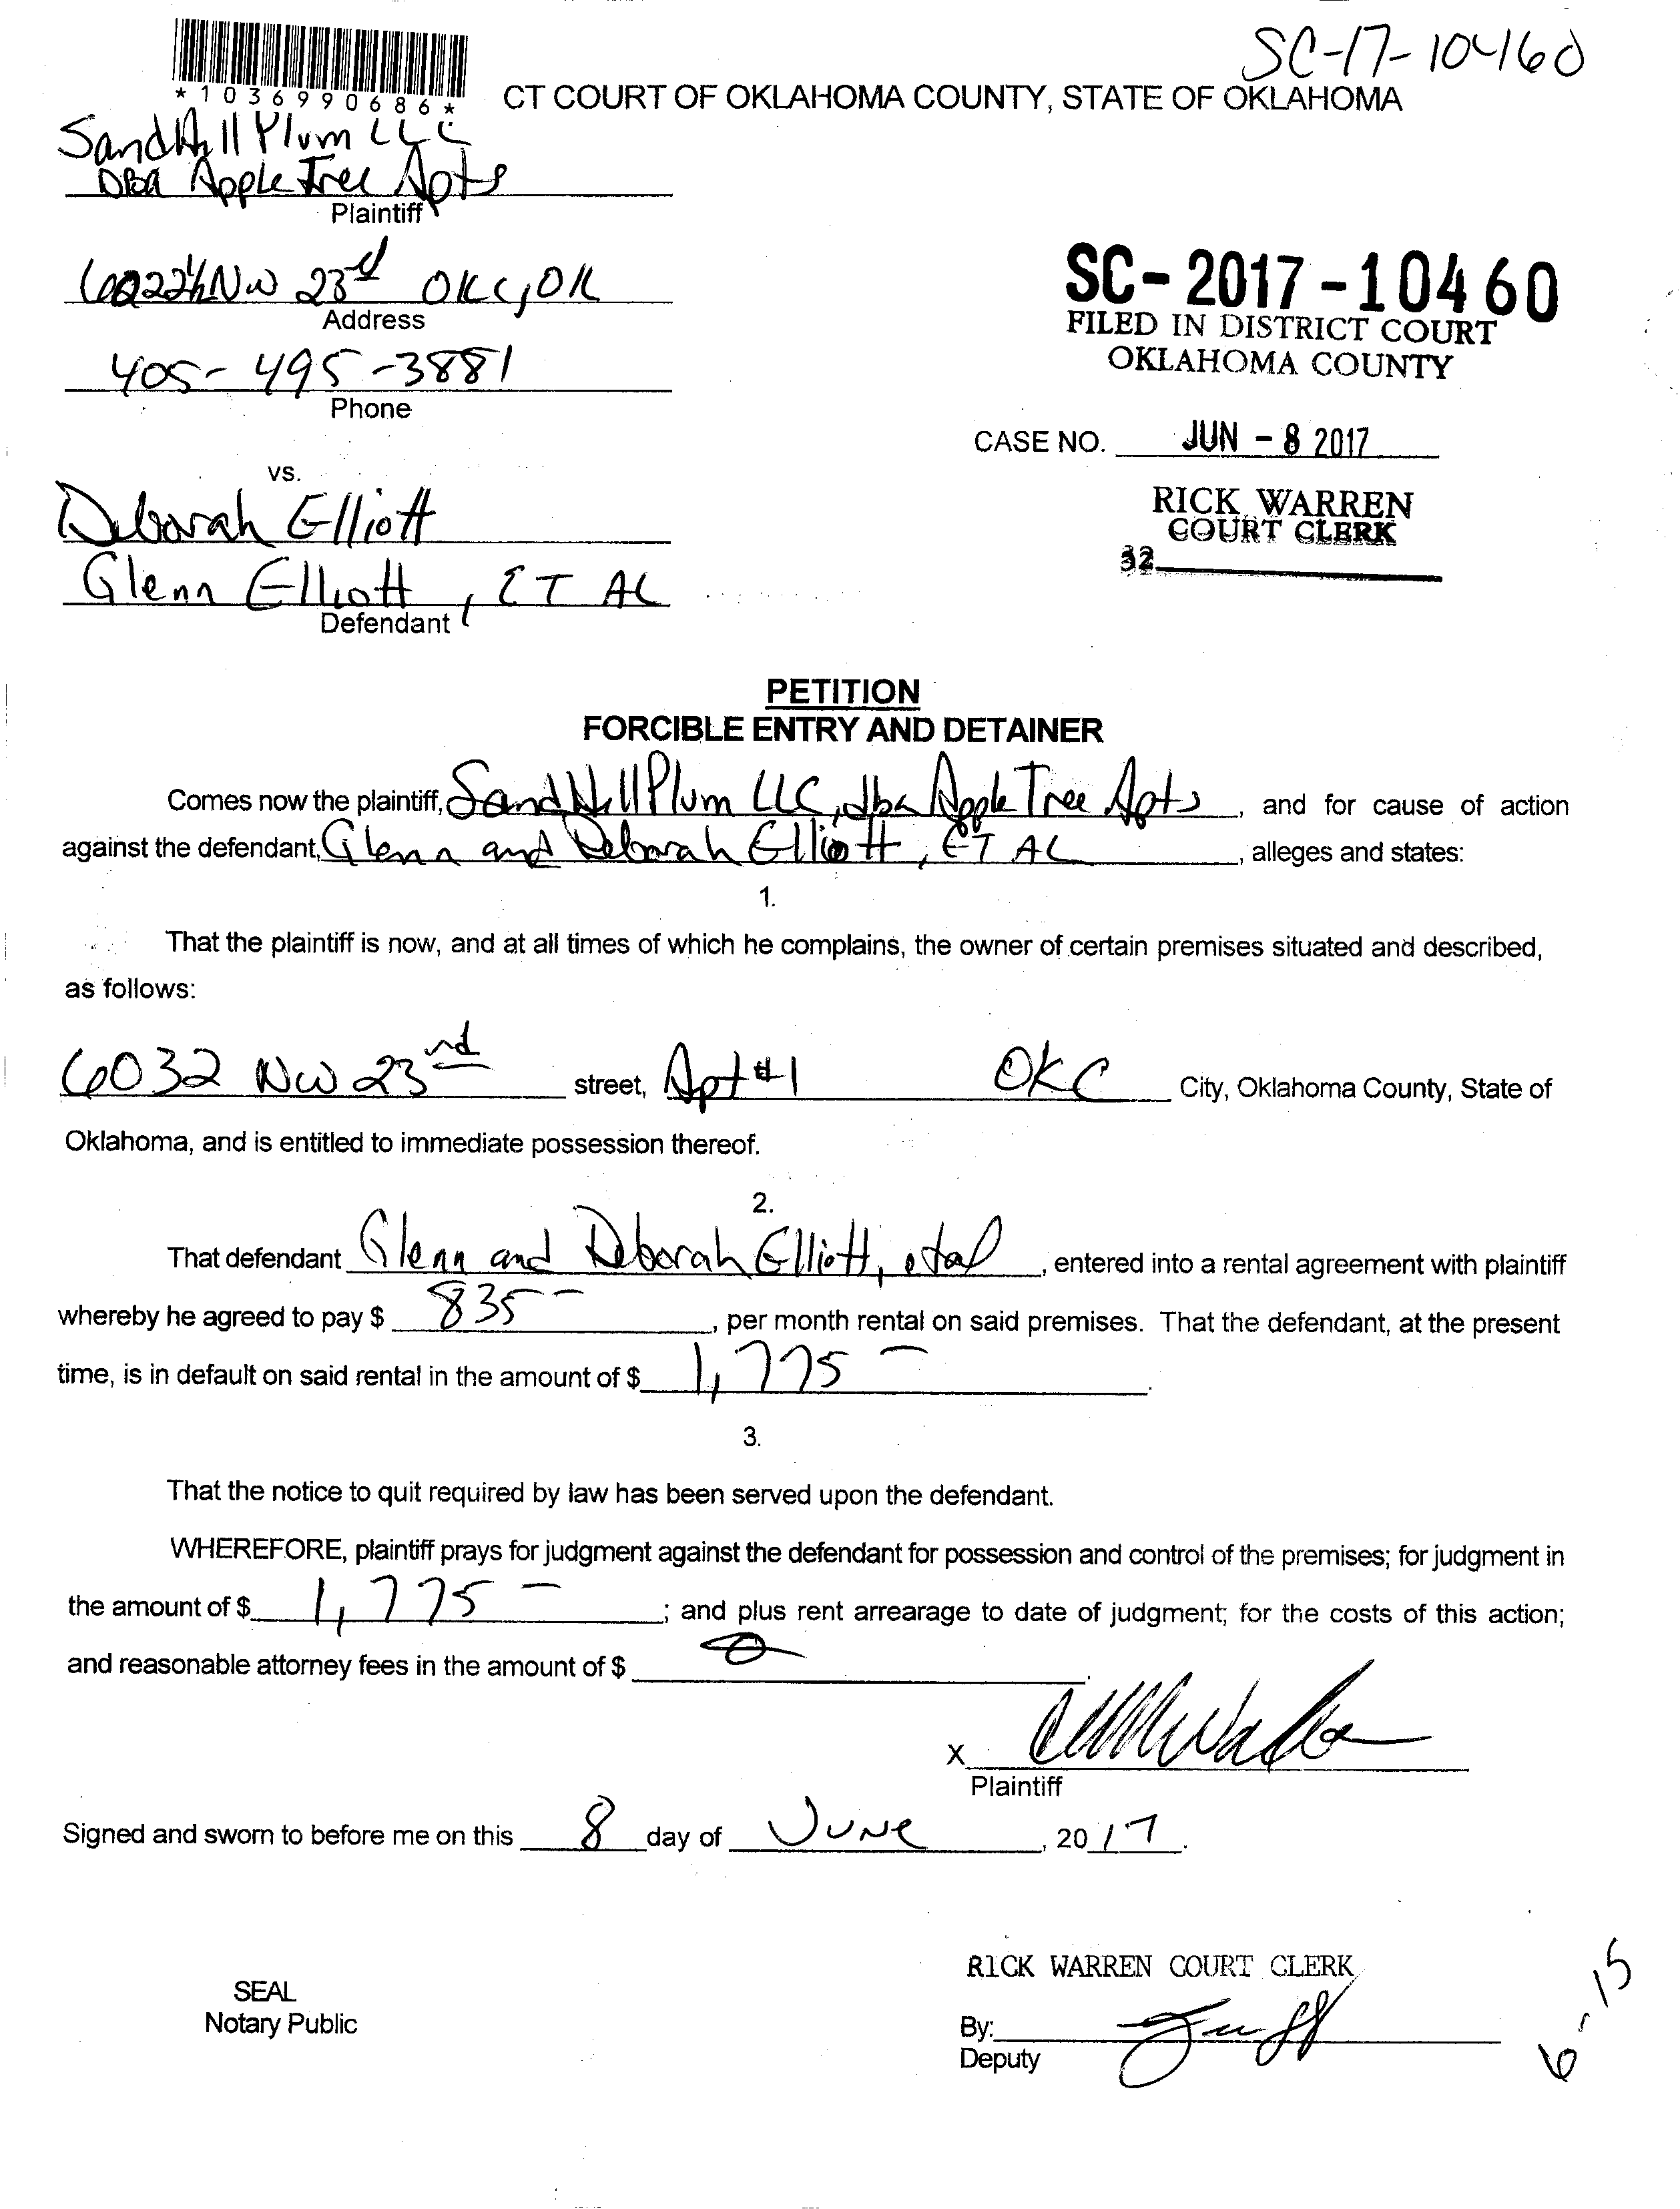 SC-17-10460
*1036990686*
CT COURT OF OKLAHOMA COUNTY, STATE OF OKLAHOMA
SandHill Plum LLC
DBA Apple Tree Apts
Plaintiff
NW 23rd OKC, OK
Address
405-495-3881
Phone
SC-2017-10460
FILED IN DISTRICT COURT
OKLAHOMA COUNTY
CASE NO. JUN - 8 2017
RICK WARREN
COURT CLERK
32
vs.
Deborah Elliott
Glenn Elliott, ET AL
Defendant
PETITION
FORCIBLE ENTRY AND DETAINER
Comes now the plaintiff, SandHillPlum LLC, dba Apple Tree Apts, and for cause of action
against the defendant, Glenn and Deborah Elliott, ET AL, alleges and states:
1.
That the plaintiff is now, and at all times of which he complains, the owner of certain premises situated and described,
as follows:
6032 NW 23nd street, Apt #1 OKC City, Oklahoma County, State of
Oklahoma, and is entitled to immediate possession thereof.
2.
That defendant Glenn and Deborah Elliott, etal, entered into a rental agreement with plaintiff
whereby he agreed to pay $ 835-, per month rental on said premises. That the defendant, at the present
time, is in default on said rental in the amount of $ 1,775-.
3.
That the notice to quit required by law has been served upon the defendant.
WHEREFORE, plaintiff prays for judgment against the defendant for possession and control of the premises; for judgment in
the amount of $ 1,775-; and plus rent arrearage to date of judgment; for the costs of this action;
and reasonable attorney fees in the amount of $ 0.
X
Plaintiff
Signed and sworn to before me on this 8 day of June, 2017.
RICK WARREN COURT CLERK
SEAL
Notary Public
By:
Deputy
6-15